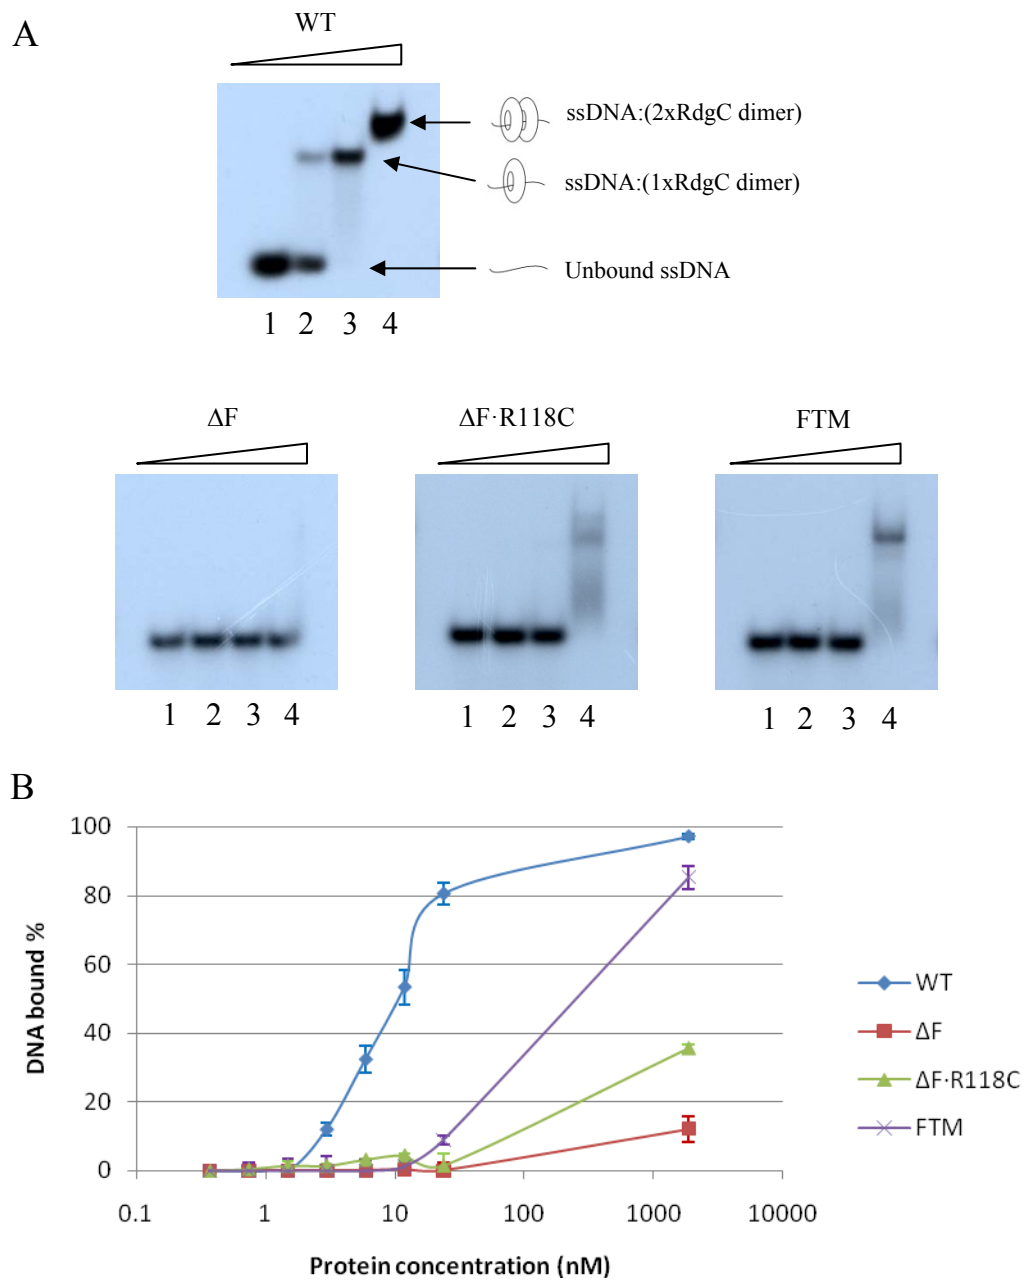 A
WT
ssDNA:(2xRdgC dimer)
ssDNA:(1xRdgC dimer)
Unbound ssDNA
1 2 3 4
ΔF ΔF·R118C FTM
1 2 3 4 1 2 3 4 1 2 3 4
B
100
80
60
40
20
0
DNA bound %
0.1 1 10 100 1000 10000
Protein concentration (nM)
WT
ΔF
ΔF·R118C
FTM